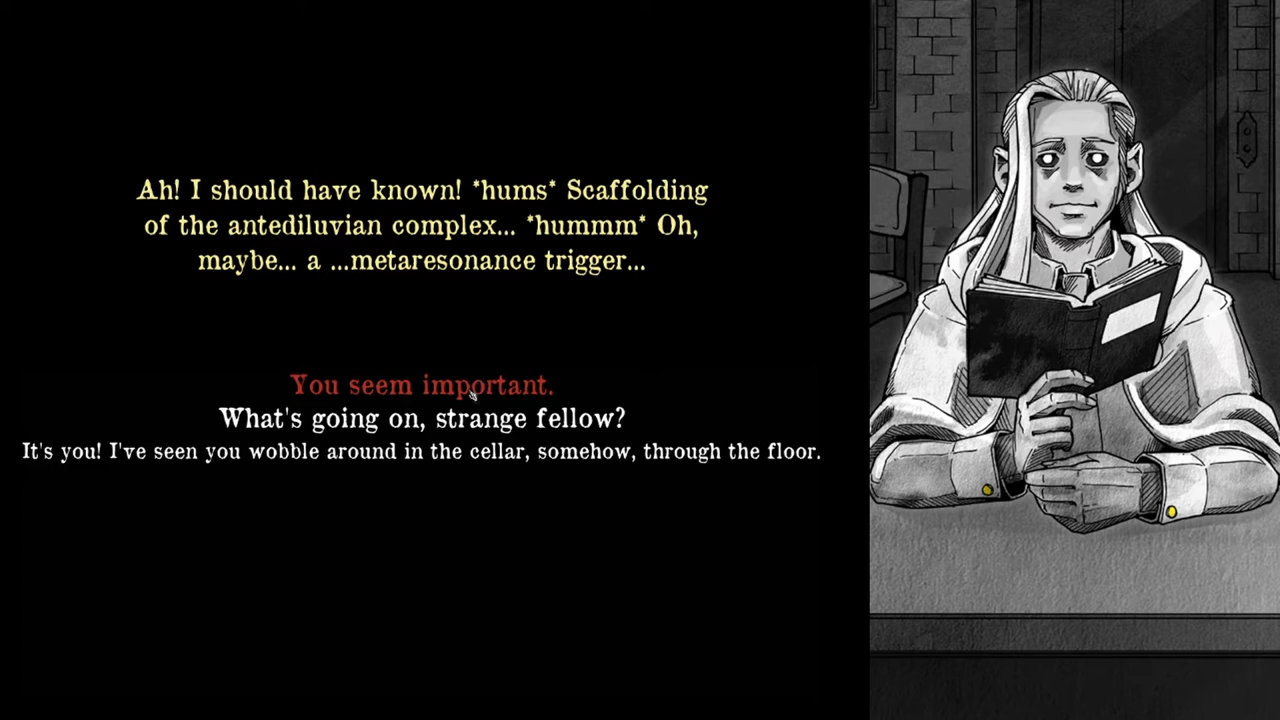 Ah! I should have known! *hums* Scaffolding
of the antediluvian complex... *hummm* Oh,
maybe... a ...metaresonance trigger...
You seem important.
What's going on, strange fellow?
It's you! I've seen you wobble around in the cellar, somehow, through the floor.